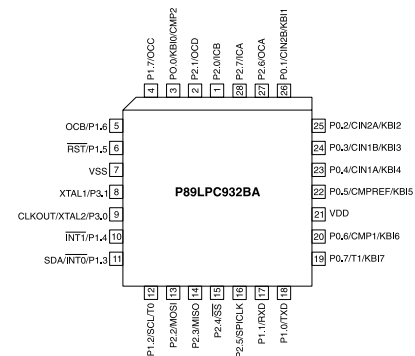 P1.7/OCC
PO.0/KBI0/CMP2
P2.1/OCD
P2.0/ICB
P2.7/ICA
P2.6/OCA
P0.1/CIN2B/KBI1
4
3
2
1
28
27
26
OCB/P1.6 5
RST/P1.5 6
VSS 7
XTAL1/P3.1 8
CLKOUT/XTAL2/P3.0 9
INT1/P1.4 10
SDA/INT0/P1.3 11
P89LPC932BA
25 P0.2/CIN2A/KBI2
24 P0.3/CIN1B/KBI3
23 P0.4/CIN1A/KBI4
22 P0.5/CMPREF/KBI5
21 VDD
20 P0.6/CMP1/KBI6
19 P0.7/T1/KBI7
12
13
14
15
16
17
18
P1.2/SCL/T0
P2.2/MOSI
P2.3/MISO
P2.4/SS
P2.5/SPICLK
P1.1/RXD
P1.0/TXD